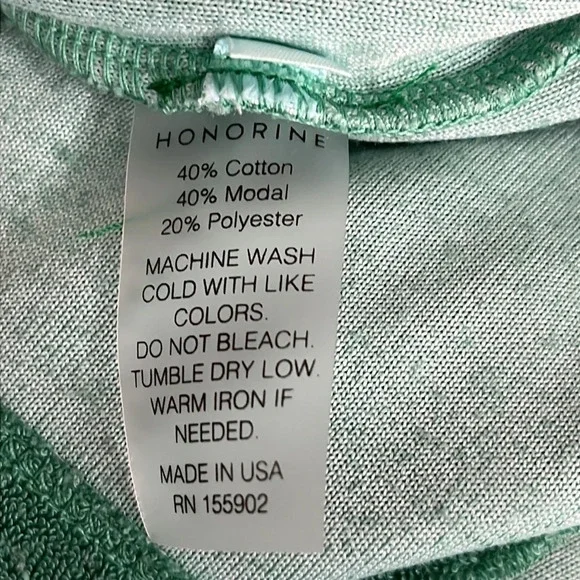 HONORINE
40% Cotton
40% Modal
20% Polyester
MACHINE WASH
COLD WITH LIKE
COLORS.
DO NOT BLEACH.
TUMBLE DRY LOW.
WARM IRON IF
NEEDED.
MADE IN USA
RN 155902